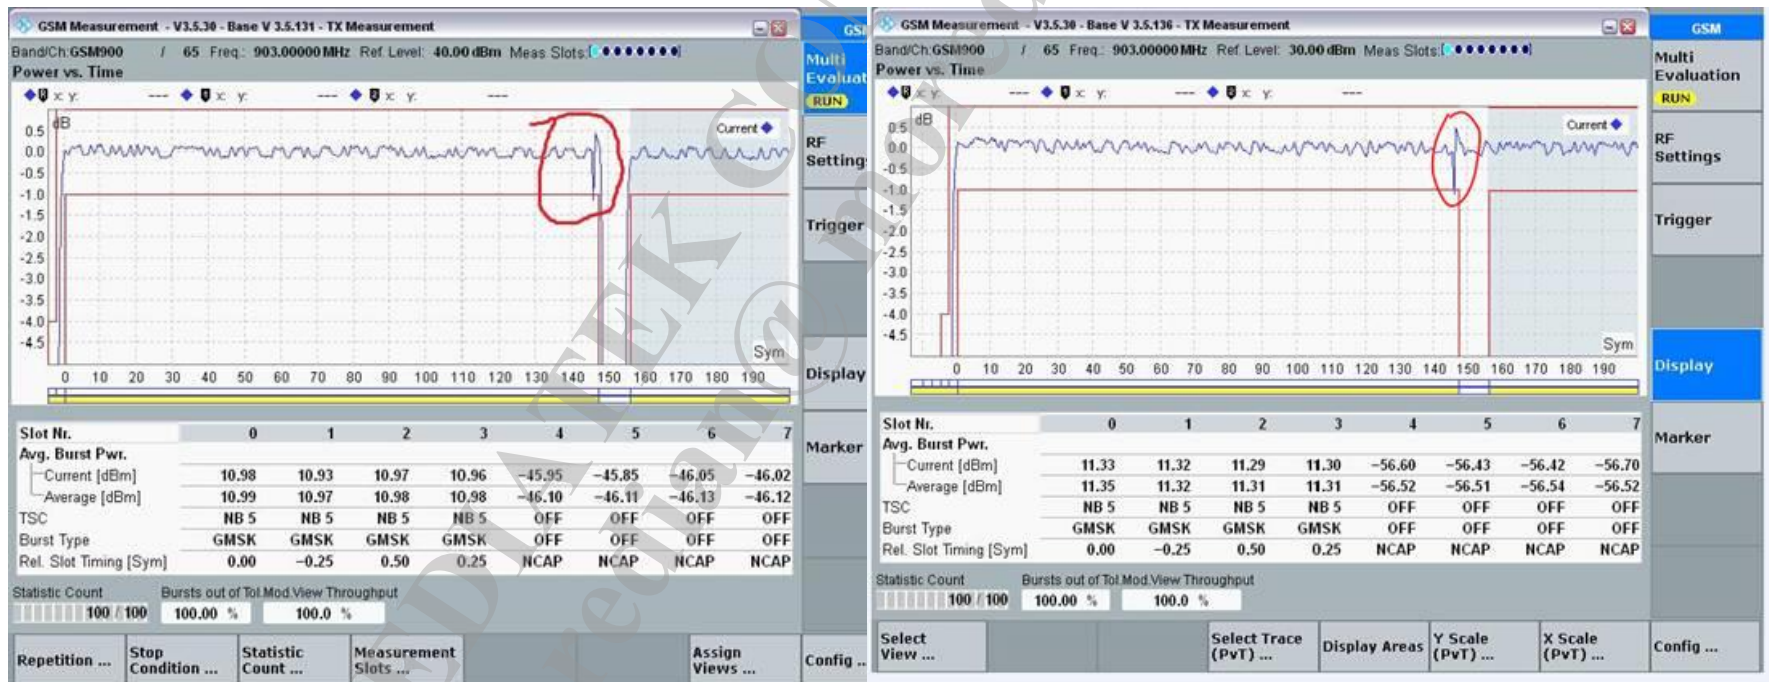 GSM Measurement - V3.5.30 - Base V 3.5.131 - TX Measurement
GSM
Band/Ch:GSM900 / 65 Freq.: 903.00000 MHz Ref. Level: 40.00 dBm Meas Slots:
Power vs. Time
x: y: --- x: y: --- x: y: ---
Multi
Evaluat
RUN
dB
Current
0.5
0.0
-0.5
-1.0
-1.5
-2.0
-2.5
-3.0
-3.5
-4.0
-4.5
Sym
0 10 20 30 40 50 60 70 80 90 100 110 120 130 140 150 160 170 180 190
RF
Setting
Trigger
Display
Marker
Slot Nr. 0 1 2 3 4 5 6 7
Avg. Burst Pwr.
Current [dBm] 10.98 10.93 10.97 10.96 -45.95 -45.85 -46.05 -46.02
Average [dBm] 10.99 10.97 10.98 10.98 -46.10 -46.11 -46.13 -46.12
TSC NB 5 NB 5 NB 5 NB 5 OFF OFF OFF OFF
Burst Type GMSK GMSK GMSK GMSK OFF OFF OFF OFF
Rel. Slot Timing [Sym] 0.00 -0.25 0.50 0.25 NCAP NCAP NCAP NCAP
Statistic Count Bursts out of Tol. Mod.View Throughput
100 / 100 100.00 % 100.0 %
Repetition ...
Stop
Condition ...
Statistic
Count ...
Measurement
Slots ...
Assign
Views ...
Config ..
GSM Measurement - V3.5.30 - Base V 3.5.136 - TX Measurement
GSM
Band/Ch:GSM900 / 65 Freq.: 903.00000 MHz Ref. Level: 30.00 dBm Meas Slots:
Power vs. Time
x: y: --- x: y: --- x: y: ---
Multi
Evaluation
RUN
dB
Current
0.5
0.0
-0.5
-1.0
-1.5
-2.0
-2.5
-3.0
-3.5
-4.0
-4.5
Sym
0 10 20 30 40 50 60 70 80 90 100 110 120 130 140 150 160 170 180 190
RF
Settings
Trigger
Display
Marker
Slot Nr. 0 1 2 3 4 5 6 7
Avg. Burst Pwr.
Current [dBm] 11.33 11.32 11.29 11.30 -56.60 -56.43 -56.42 -56.70
Average [dBm] 11.35 11.32 11.31 11.31 -56.52 -56.51 -56.54 -56.52
TSC NB 5 NB 5 NB 5 NB 5 OFF OFF OFF OFF
Burst Type GMSK GMSK GMSK GMSK OFF OFF OFF OFF
Rel. Slot Timing [Sym] 0.00 -0.25 0.50 0.25 NCAP NCAP NCAP NCAP
Statistic Count Bursts out of Tol. Mod.View Throughput
100 / 100 100.00 % 100.0 %
Select
View ...
Select Trace
(PvT) ...
Display Areas
Y Scale
(PvT) ...
X Scale
(PvT) ...
Config ...